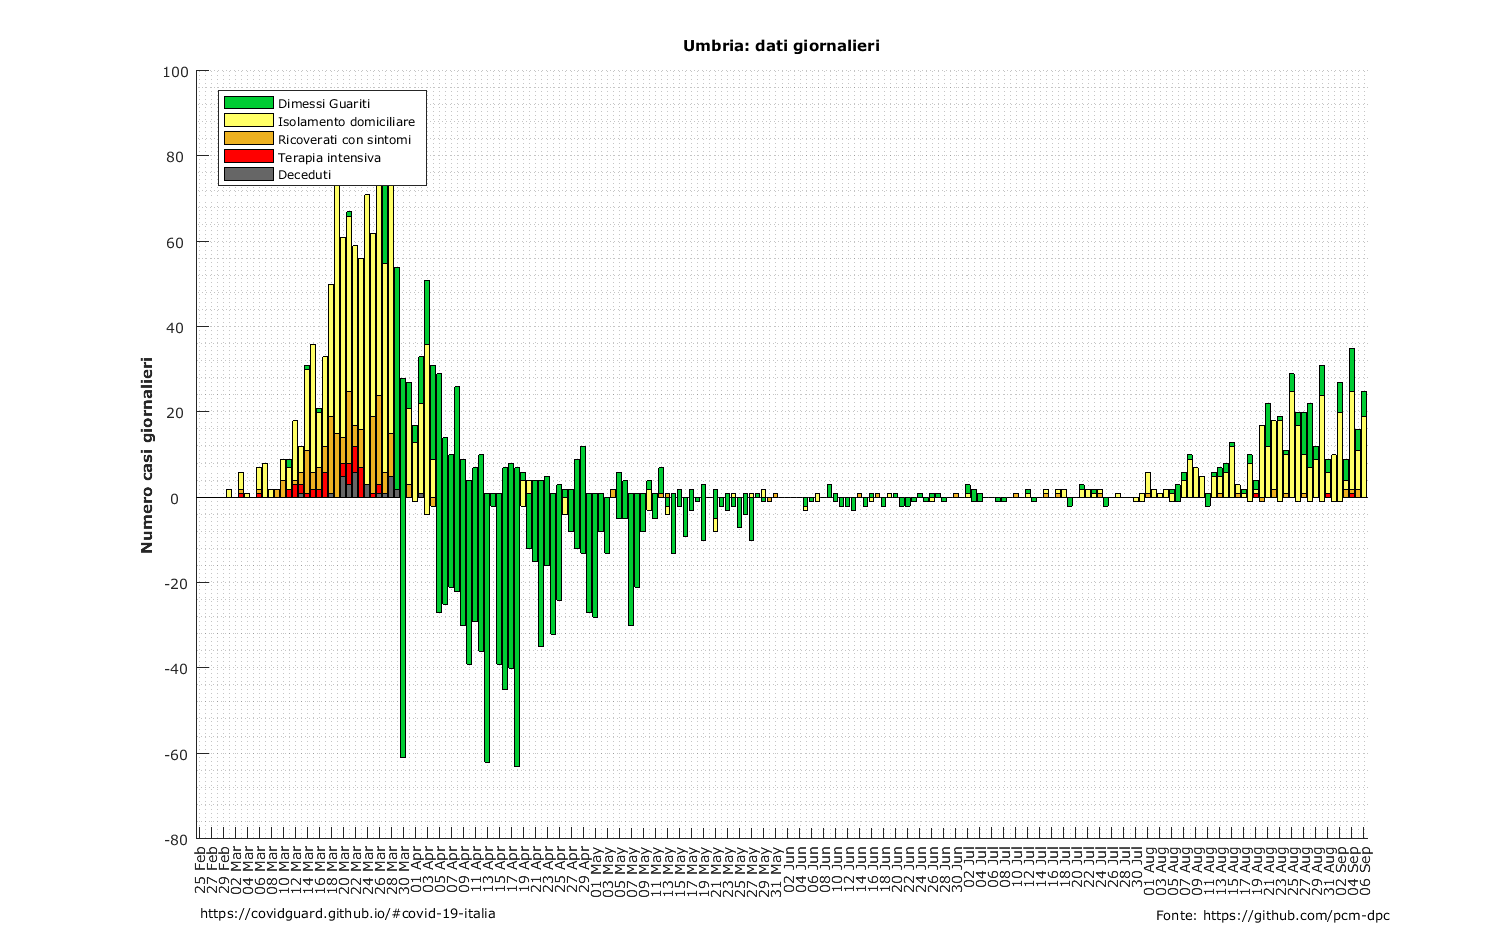 Umbria: dati giornalieri
100
80
60
40
20
0
-20
-40
-60
-80
Numero casi giornalieri
Dimessi Guariti
Isolamento domiciliare
Ricoverati con sintomi
Terapia intensiva
Deceduti
25 Feb
27 Feb
29 Feb
02 Mar
04 Mar
06 Mar
08 Mar
10 Mar
12 Mar
14 Mar
16 Mar
18 Mar
20 Mar
22 Mar
24 Mar
26 Mar
28 Mar
30 Mar
01 Apr
03 Apr
05 Apr
07 Apr
09 Apr
11 Apr
13 Apr
15 Apr
17 Apr
19 Apr
21 Apr
23 Apr
25 Apr
27 Apr
29 Apr
01 May
03 May
05 May
07 May
09 May
11 May
13 May
15 May
17 May
19 May
21 May
23 May
25 May
27 May
29 May
31 May
02 Jun
04 Jun
06 Jun
08 Jun
10 Jun
12 Jun
14 Jun
16 Jun
18 Jun
20 Jun
22 Jun
24 Jun
26 Jun
28 Jun
30 Jun
02 Jul
04 Jul
06 Jul
08 Jul
10 Jul
12 Jul
14 Jul
16 Jul
18 Jul
20 Jul
22 Jul
24 Jul
26 Jul
28 Jul
30 Jul
01 Aug
03 Aug
05 Aug
07 Aug
09 Aug
11 Aug
13 Aug
15 Aug
17 Aug
19 Aug
21 Aug
23 Aug
25 Aug
27 Aug
29 Aug
31 Aug
02 Sep
04 Sep
06 Sep
https://covidguard.github.io/#covid-19-italia
Fonte: https://github.com/pcm-dpc